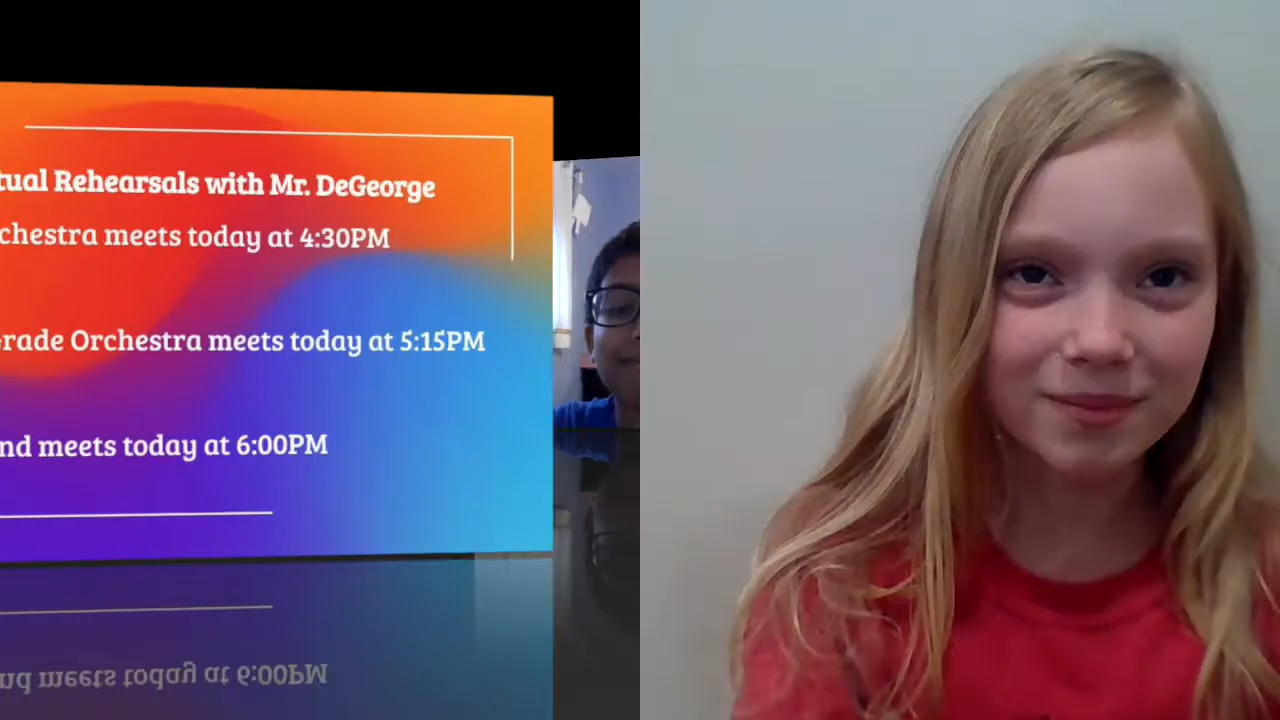 tual Rehearsals with Mr. DeGeorge
chestra meets today at 4:30PM
rade Orchestra meets today at 5:15PM
nd meets today at 6:00PM